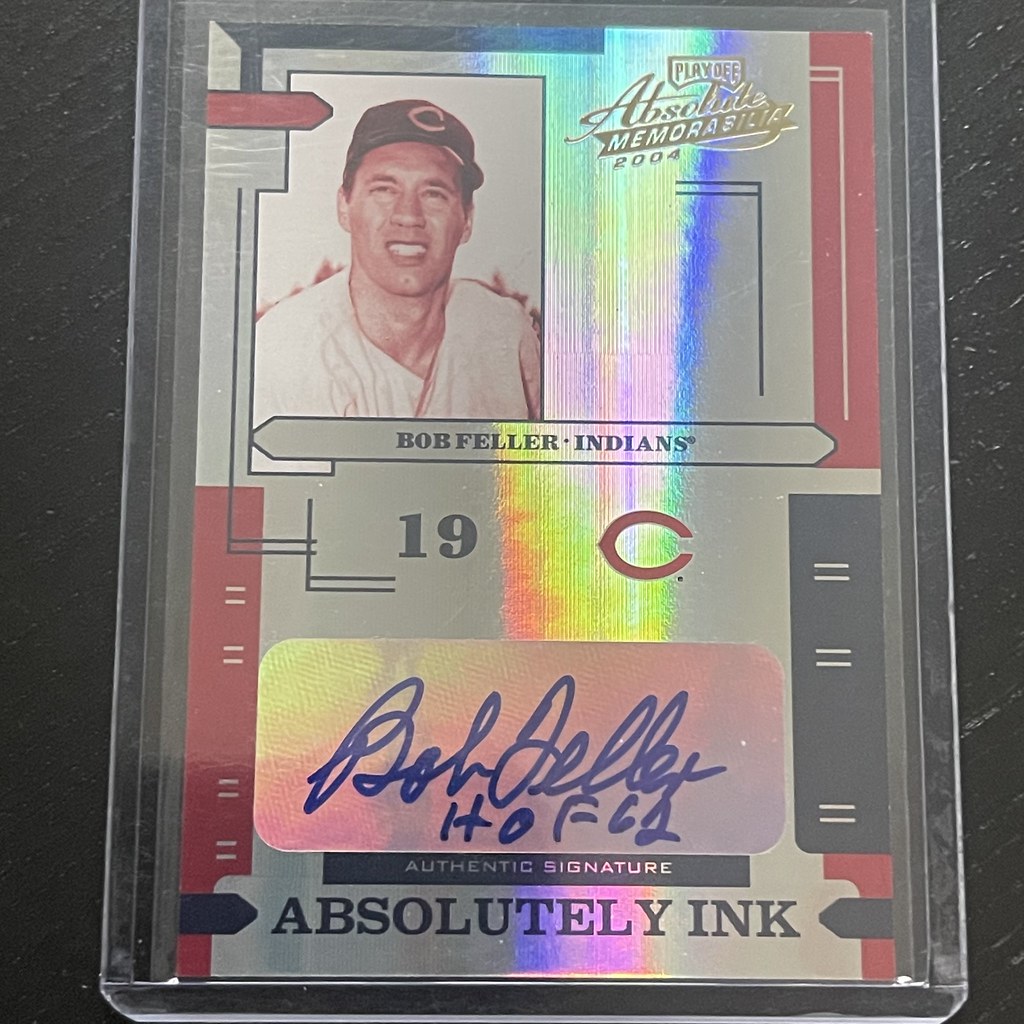 PLAYOFF
Absolute
MEMORABILIA
2004
C
BOB FELLER · INDIANS®
19
C
Bob Feller
HOF 62
AUTHENTIC SIGNATURE
ABSOLUTELY INK